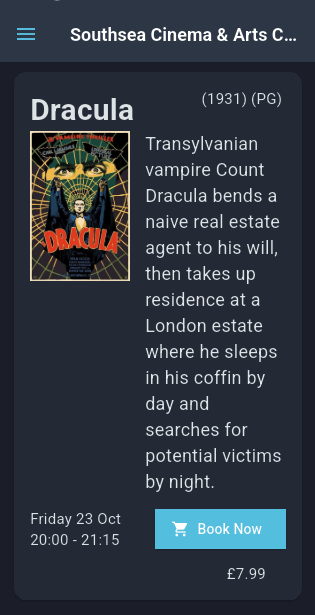 Southsea Cinema & Arts C...
Dracula
(1931) (PG)
DRACULA
Transylvanian
vampire Count
Dracula bends a
naive real estate
agent to his will,
then takes up
residence at a
London estate
where he sleeps
in his coffin by
day and
searches for
potential victims
by night.
Friday 23 Oct
20:00 - 21:15
Book Now
£7.99